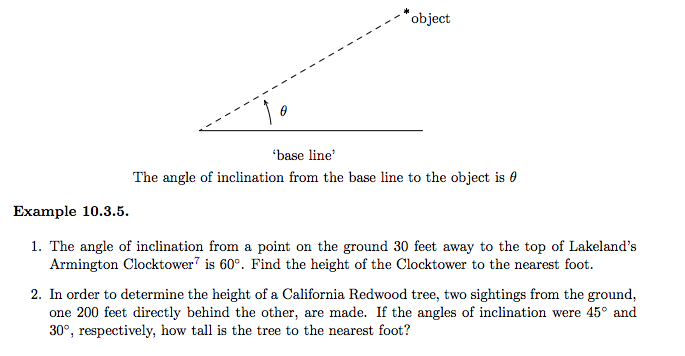 *object
θ
‘base line’
The angle of inclination from the base line to the object is θ
Example 10.3.5.
1. The angle of inclination from a point on the ground 30 feet away to the top of Lakeland’s
Armington Clocktower⁷ is 60°. Find the height of the Clocktower to the nearest foot.
2. In order to determine the height of a California Redwood tree, two sightings from the ground,
one 200 feet directly behind the other, are made. If the angles of inclination were 45° and
30°, respectively, how tall is the tree to the nearest foot?